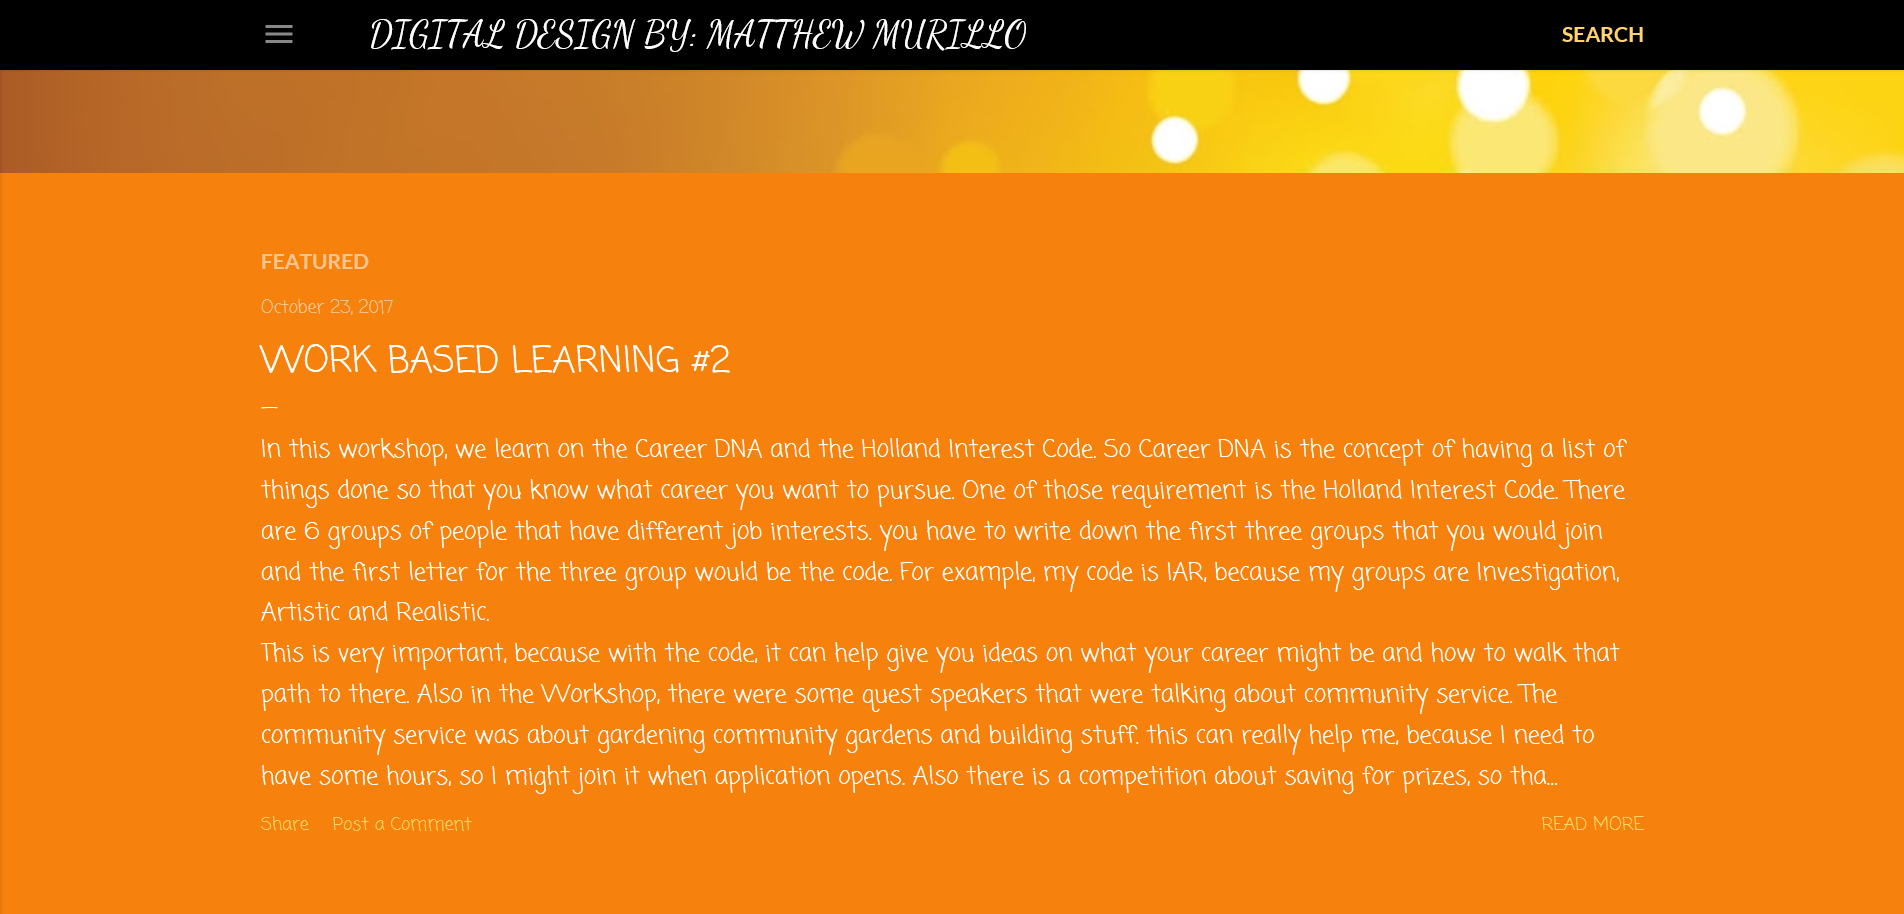 DIGITAL DESIGN BY: MATTHEW MURILLO
SEARCH
FEATURED
October 23, 2017
WORK BASED LEARNING #2
In this workshop, we learn on the Career DNA and the Holland Interest Code. So Career DNA is the concept of having a list of
things done so that you know what career you want to pursue. One of those requirement is the Holland Interest Code. There
are 6 groups of people that have different job interests. you have to write down the first three groups that you would join
and the first letter for the three group would be the code. For example, my code is IAR, because my groups are Investigation,
Artistic and Realistic.
This is very important, because with the code, it can help give you ideas on what your career might be and how to walk that
path to there. Also in the Workshop, there were some quest speakers that were talking about community service. The
community service was about gardening community gardens and building stuff. this can really help me, because I need to
have some hours, so I might join it when application opens. Also there is a competition about saving for prizes, so tha...
Share Post a Comment
READ MORE